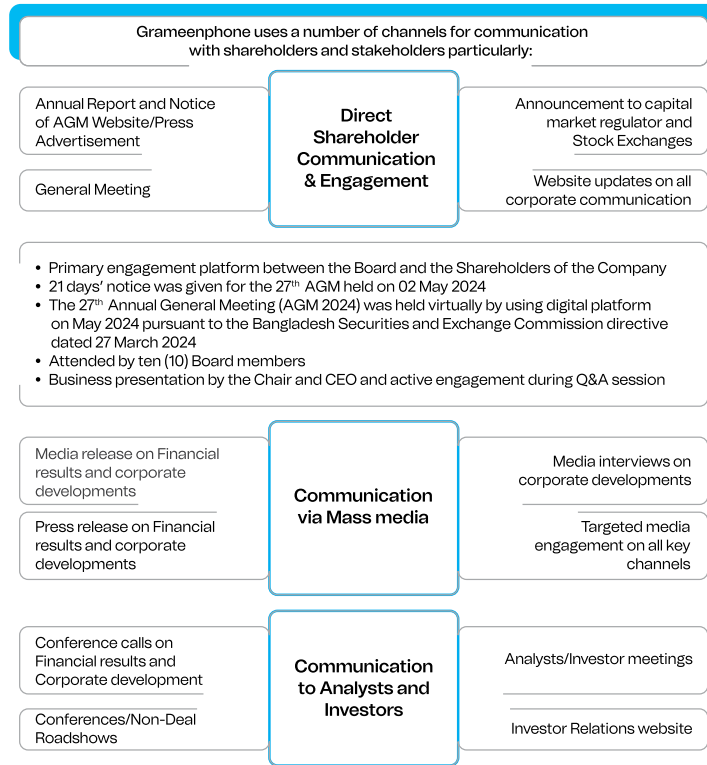 Grameenphone uses a number of channels for communication
with shareholders and stakeholders particularly:
Annual Report and Notice
of AGM Website/Press
Advertisement
General Meeting
Direct
Shareholder
Communication
& Engagement
Announcement to capital
market regulator and
Stock Exchanges
Website updates on all
corporate communication
• Primary engagement platform between the Board and the Shareholders of the Company
• 21 days' notice was given for the 27th AGM held on 02 May 2024
• The 27th Annual General Meeting (AGM 2024) was held virtually by using digital platform
on May 2024 pursuant to the Bangladesh Securities and Exchange Commission directive
dated 27 March 2024
• Attended by ten (10) Board members
• Business presentation by the Chair and CEO and active engagement during Q&A session
Media release on Financial
results and corporate
developments
Press release on Financial
results and corporate
developments
Communication
via Mass media
Media interviews on
corporate developments
Targeted media
engagement on all key
channels
Conference calls on
Financial results and
Corporate development
Conferences/Non-Deal
Roadshows
Communication
to Analysts and
Investors
Analysts/Investor meetings
Investor Relations website